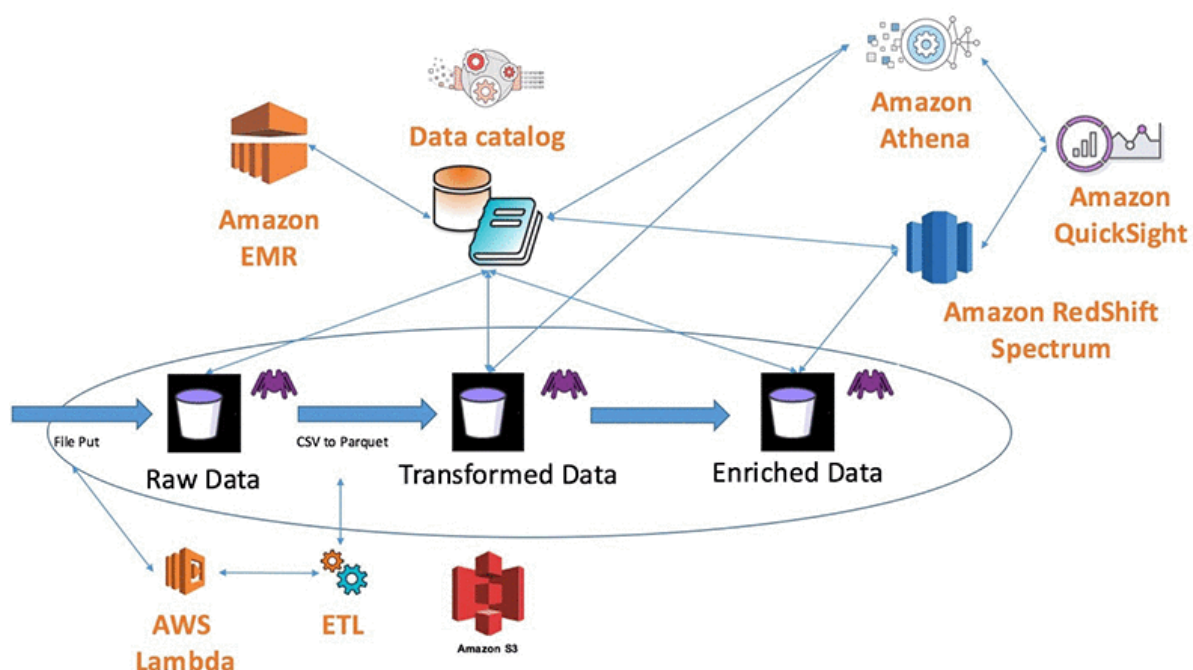 Data catalog
Amazon
EMR
Amazon
Athena
Amazon
QuickSight
Amazon RedShift
Spectrum
File Put
Raw Data
CSV to Parquet
Transformed Data
Enriched Data
AWS
Lambda
ETL
Amazon S3